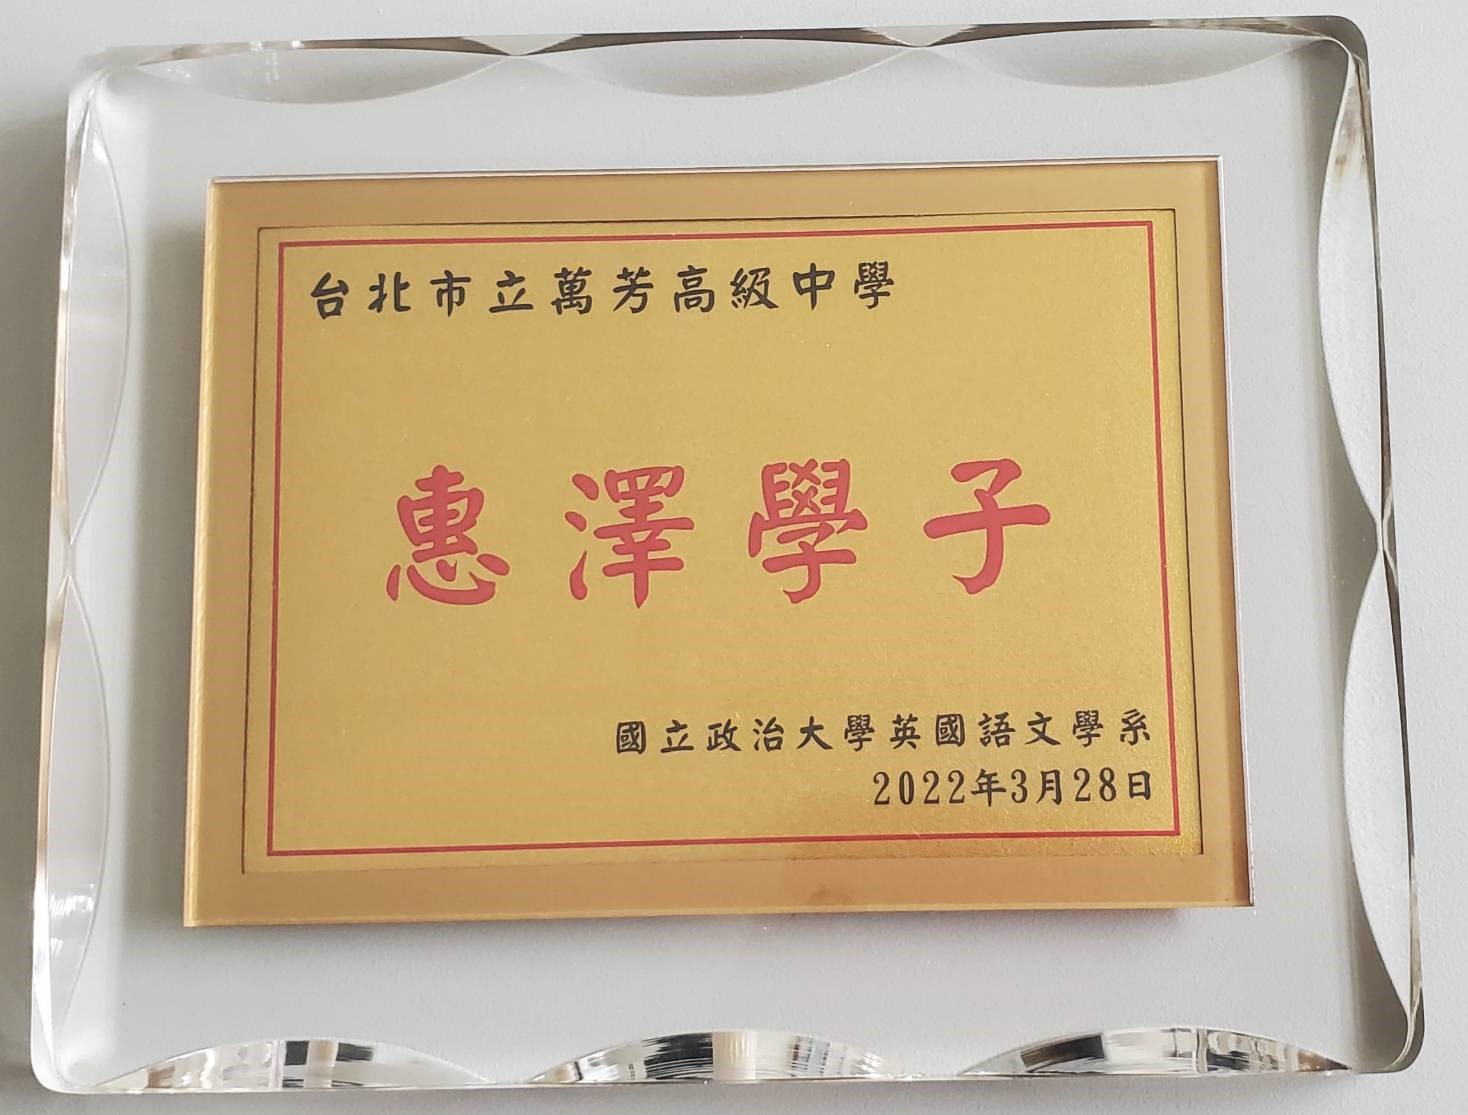 台北市立萬芳高級中學
惠澤學子
國立政治大學英國語文學系
2022年3月28日